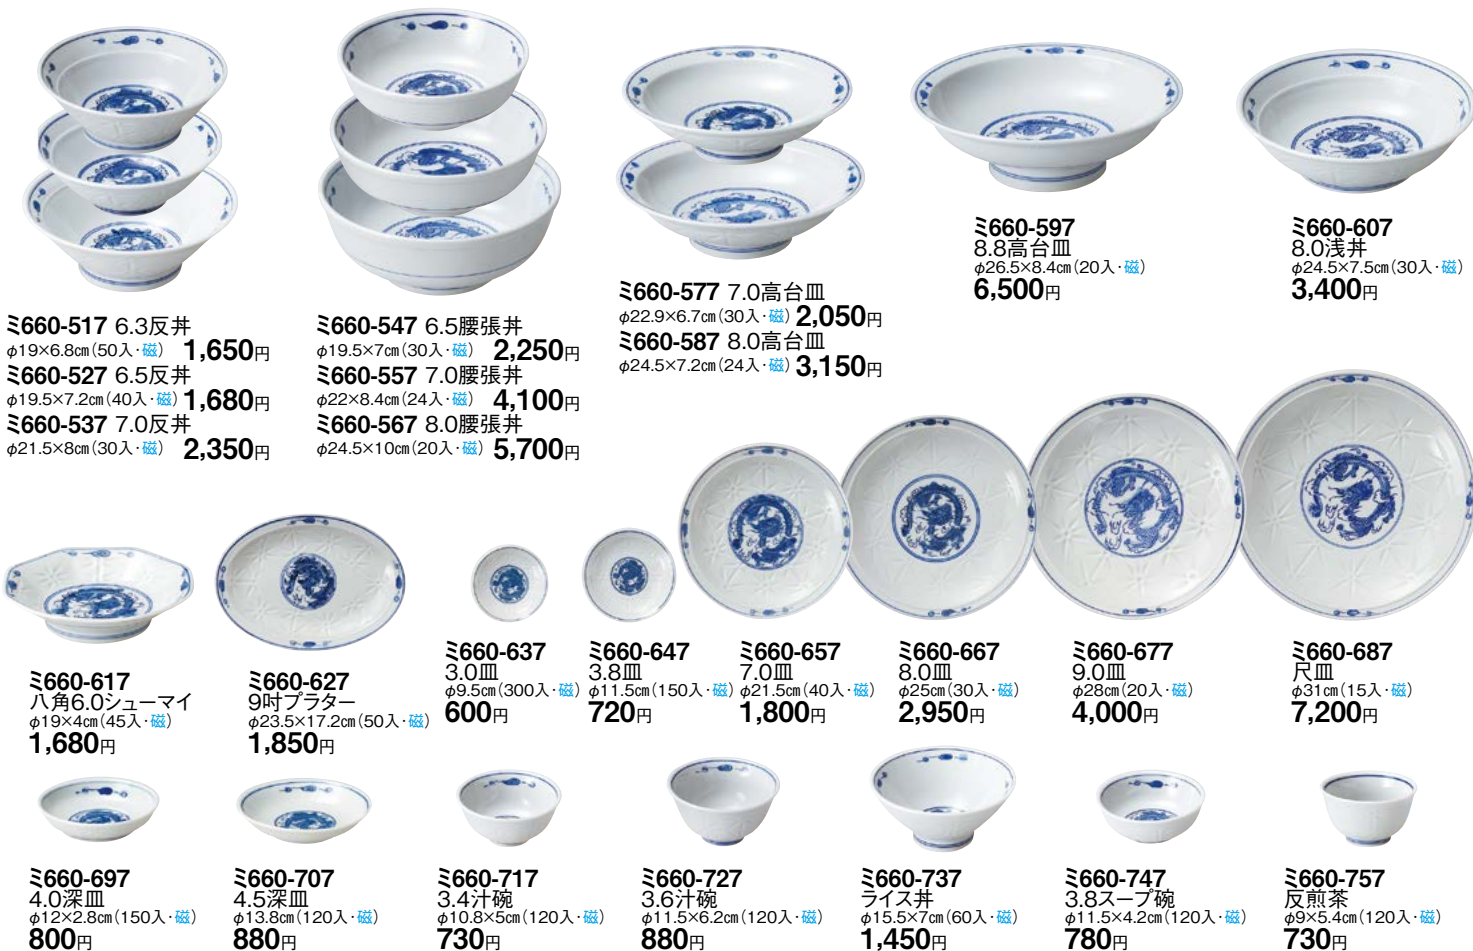 ミ660-517 6.3反丼
φ19×6.8㎝(50入・磁) 1,650円
ミ660-527 6.5反丼
φ19.5×7.2㎝(40入・磁) 1,680円
ミ660-537 7.0反丼
φ21.5×8㎝(30入・磁) 2,350円
ミ660-547 6.5腰張丼
φ19.5×7㎝(30入・磁) 2,250円
ミ660-557 7.0腰張丼
φ22×8.4㎝(24入・磁) 4,100円
ミ660-567 8.0腰張丼
φ24.5×10㎝(20入・磁) 5,700円
ミ660-577 7.0高台皿
φ22.9×6.7㎝(30入・磁) 2,050円
ミ660-587 8.0高台皿
φ24.5×7.2㎝(24入・磁) 3,150円
ミ660-597
8.8高台皿
φ26.5×8.4㎝(20入・磁)
6,500円
ミ660-607
8.0浅丼
φ24.5×7.5㎝(30入・磁)
3,400円
ミ660-617
八角6.0シューマイ
φ19×4㎝(45入・磁)
1,680円
ミ660-627
9吋プラター
φ23.5×17.2㎝(50入・磁)
1,850円
ミ660-637
3.0皿
φ9.5㎝(300入・磁)
600円
ミ660-647
3.8皿
φ11.5㎝(150入・磁)
720円
ミ660-657
7.0皿
φ21.5㎝(40入・磁)
1,800円
ミ660-667
8.0皿
φ25㎝(30入・磁)
2,950円
ミ660-677
9.0皿
φ28㎝(20入・磁)
4,000円
ミ660-687
尺皿
φ31㎝(15入・磁)
7,200円
ミ660-697
4.0深皿
φ12×2.8㎝(150入・磁)
800円
ミ660-707
4.5深皿
φ13.8㎝(120入・磁)
880円
ミ660-717
3.4汁碗
φ10.8×5㎝(120入・磁)
730円
ミ660-727
3.6汁碗
φ11.5×6.2㎝(120入・磁)
880円
ミ660-737
ライス丼
φ15.5×7㎝(60入・磁)
1,450円
ミ660-747
3.8スープ碗
φ11.5×4.2㎝(120入・磁)
780円
ミ660-757
反煎茶
φ9×5.4㎝(120入・磁)
730円